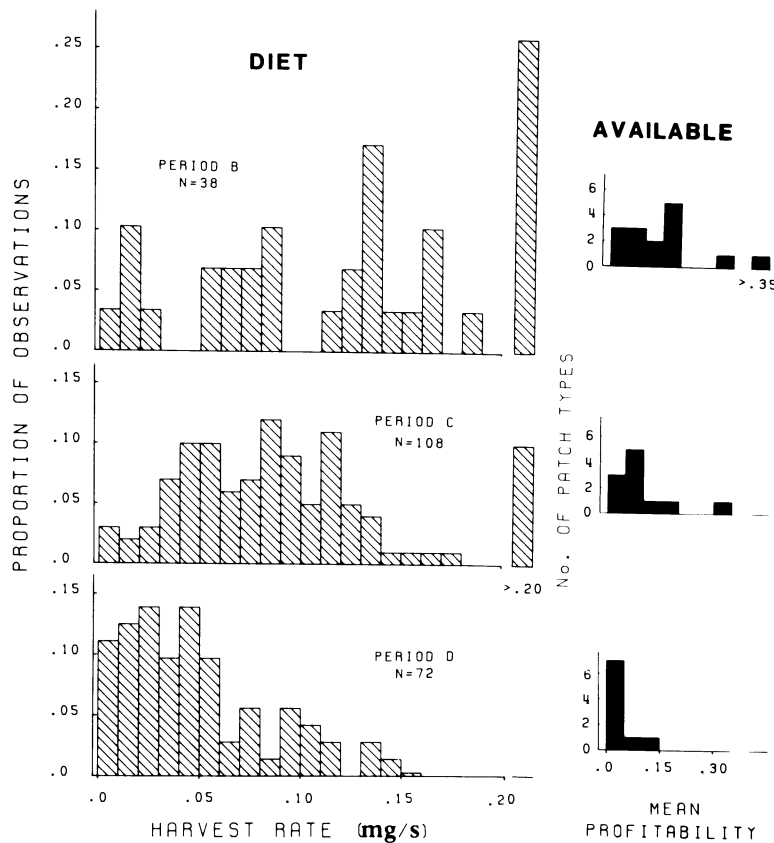 DIET
AVAILABLE
PROPORTION OF OBSERVATIONS
.25
.20
.15
.10
.05
.0
PERIOD B
N=38
6
4
2
0
>.35
.15
.10
.05
.0
PERIOD C
N=108
>.20
No. OF PATCH TYPES
6
4
2
0
.15
.10
.05
.0
PERIOD D
N=72
.0
.05
.10
.15
.20
HARVEST RATE (mg/s)
6
4
2
0
.0
.15
.30
MEAN
PROFITABILITY